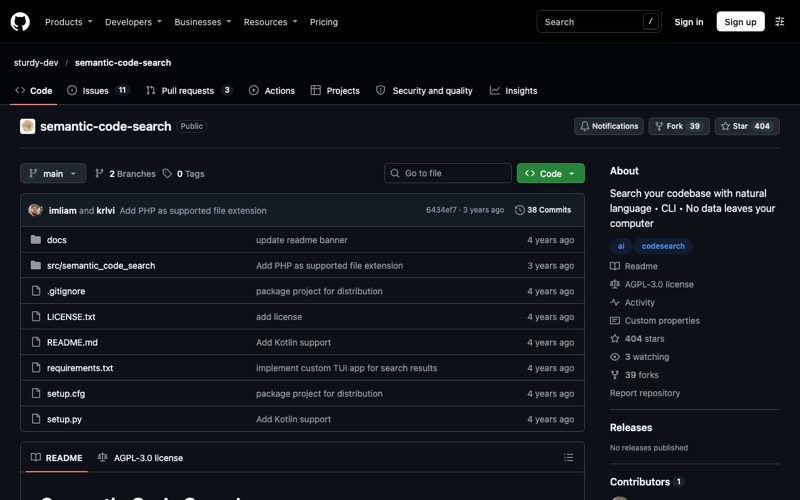 Products Developers Businesses Resources Pricing Search / Sign in Sign up
sturdy-dev / semantic-code-search
Code Issues 11 Pull requests 3 Actions Projects Security and quality Insights
semantic-code-search Public Notifications Fork 39 Star 404
main 2 Branches 0 Tags Go to file Code
imliam and krlvi Add PHP as supported file extension 6434ef7 · 3 years ago 38 Commits
docs update readme banner 4 years ago
src/semantic_code_search Add PHP as supported file extension 3 years ago
.gitignore package project for distribution 4 years ago
LICENSE.txt add license 4 years ago
README.md Add Kotlin support 4 years ago
requirements.txt implement custom TUI app for search results 4 years ago
setup.cfg package project for distribution 4 years ago
setup.py Add Kotlin support 4 years ago
README AGPL-3.0 license
Semantic Code Search
About
Search your codebase with natural
language • CLI • No data leaves your
computer
ai codesearch
Readme
AGPL-3.0 license
Activity
Custom properties
404 stars
3 watching
39 forks
Report repository
Releases
No releases published
Contributors 1